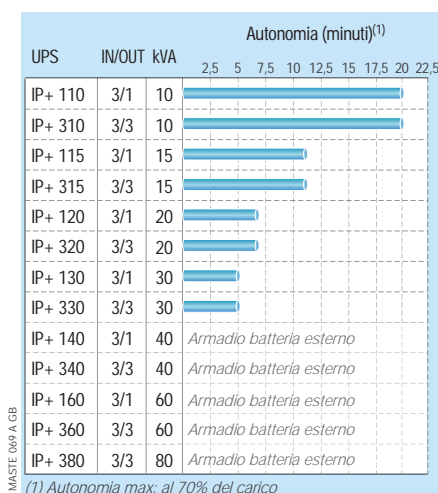 Autonomia (minuti)(1)
UPS IN/OUT kVA
2,5 5 7,5 10 12,5 15 17,5 20 22,5
IP+ 110 3/1 10
IP+ 310 3/3 10
IP+ 115 3/1 15
IP+ 315 3/3 15
IP+ 120 3/1 20
IP+ 320 3/3 20
IP+ 130 3/1 30
IP+ 330 3/3 30
IP+ 140 3/1 40 Armadio batteria esterno
IP+ 340 3/3 40 Armadio batteria esterno
IP+ 160 3/1 60 Armadio batteria esterno
IP+ 360 3/3 60 Armadio batteria esterno
IP+ 380 3/3 80 Armadio batteria esterno
(1) Autonomia max: al 70% del carico
MASTE 069 A GB